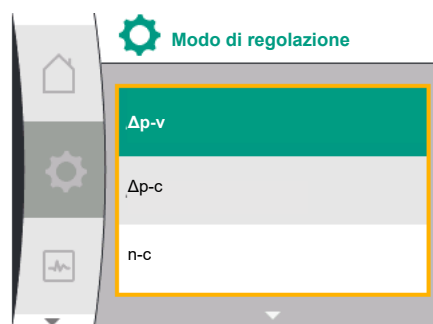 Modo di regolazione
Δp-v
Δp-c
n-c